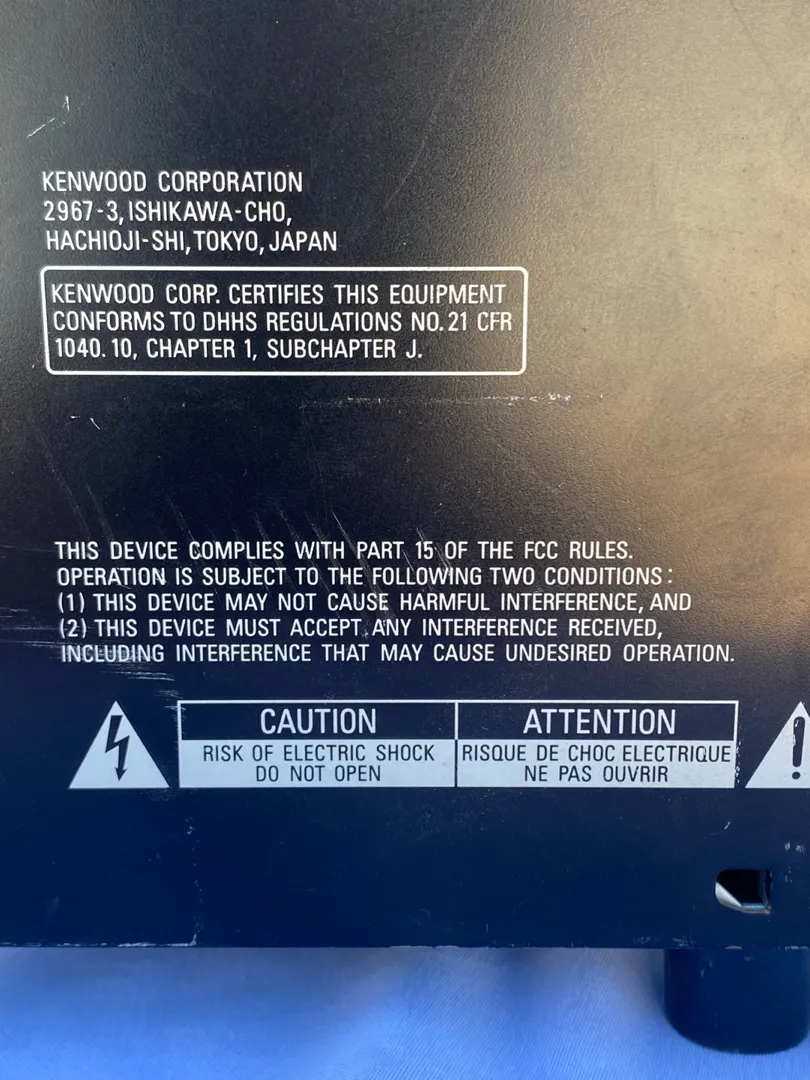 KENWOOD CORPORATION
2967-3, ISHIKAWA-CHO,
HACHIOJI-SHI, TOKYO, JAPAN
KENWOOD CORP. CERTIFIES THIS EQUIPMENT
CONFORMS TO DHHS REGULATIONS NO. 21 CFR
1040. 10, CHAPTER 1, SUBCHAPTER J.
THIS DEVICE COMPLIES WITH PART 15 OF THE FCC RULES.
OPERATION IS SUBJECT TO THE FOLLOWING TWO CONDITIONS :
(1) THIS DEVICE MAY NOT CAUSE HARMFUL INTERFERENCE, AND
(2) THIS DEVICE MUST ACCEPT ANY INTERFERENCE RECEIVED,
INCLUDING INTERFERENCE THAT MAY CAUSE UNDESIRED OPERATION.
CAUTION
RISK OF ELECTRIC SHOCK
DO NOT OPEN
ATTENTION
RISQUE DE CHOC ELECTRIQUE
NE PAS OUVRIR